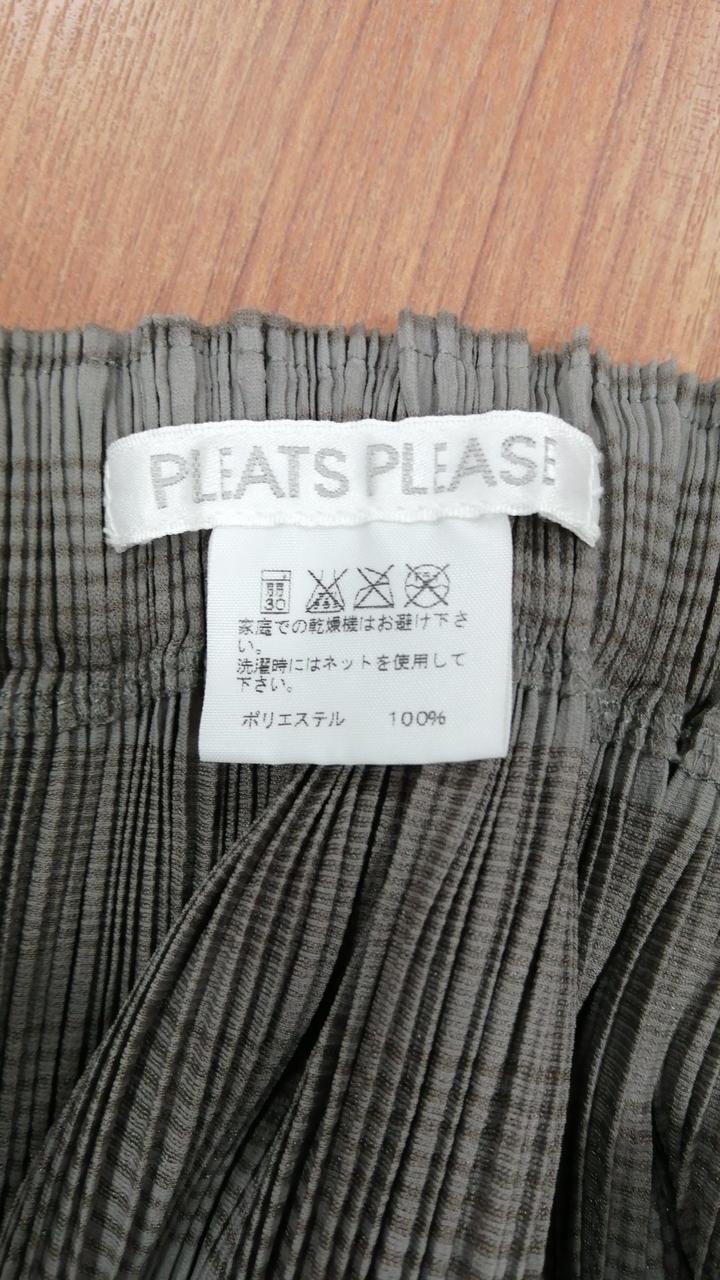 PLEATS PLEASE
弱
30
家庭での乾燥機はお避け下さ
い。
洗濯時にはネットを使用して
下さい。
ポリエステル 100%